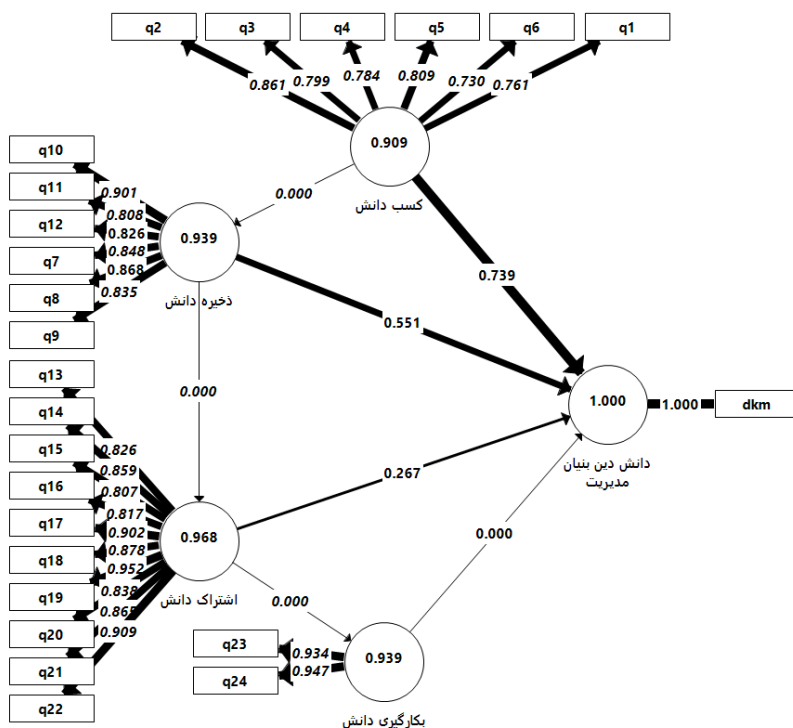 q2
q3
q4
q5
q6
q1
0.861
0.799
0.784
0.809
0.730
0.761
0.909
کسب دانش
q10
q11
q12
q7
q8
q9
0.901
0.808
0.826
0.848
0.868
0.835
0.939
ذخیره دانش
0.000
0.739
0.551
0.000
q13
q14
q15
q16
q17
q18
q19
q20
q21
q22
0.826
0.859
0.807
0.817
0.902
0.878
0.952
0.838
0.865
0.909
0.968
اشتراک دانش
0.267
1.000
1.000
dkm
دانش دین بنیان
مدیریت
0.000
0.000
q23
q24
0.934
0.947
0.939
بکارگیری دانش